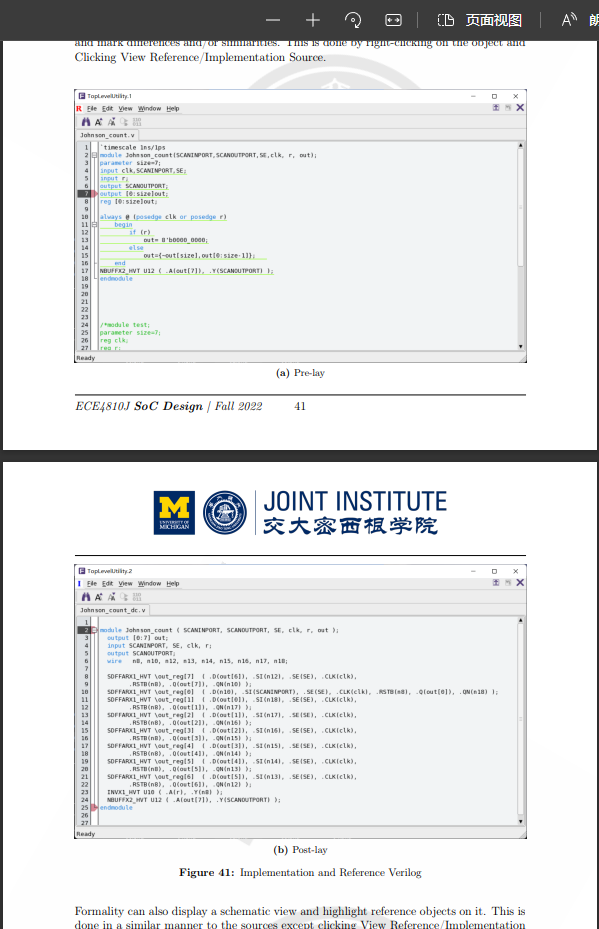 页面视图
and mark differences and/or similarities. This is done by right-clicking on the object and
Clicking View Reference/Implementation Source.
TopLevelUtility.1
R File Edit View Window Help
Johnson_count.v
1 `timescale 1ns/1ps
2 module Johnson_count(SCANINPORT,SCANOUTPORT,SE,clk, r, out);
3 parameter size=7;
4 input clk,SCANINPORT,SE;
5 input r;
6 output SCANOUTPORT;
7 output [0:size]out;
8 reg [0:size]out;
9
10 always @ (posedge clk or posedge r)
11 begin
12 if (r)
13 out= 8'b0000_0000;
14 else
15 out={~out[size],out[0:size-1]};
16 end
17 NBUFFX2_HVT U12 ( .A(out[7]), .Y(SCANOUTPORT) );
18 endmodule
19
20
21
22
23
24 /*module test;
25 parameter size=7;
26 reg clk;
27 reg r;
Ready
(a) Pre-lay
ECE4810J SoC Design | Fall 2022 41
M
UNIVERSITY OF
MICHIGAN
JOINT INSTITUTE
交大密西根学院
TopLevelUtility.2
I File Edit View Window Help
Johnson_count_dc.v
1
2 module Johnson_count ( SCANINPORT, SCANOUTPORT, SE, clk, r, out );
3 output [0:7] out;
4 input SCANINPORT, SE, clk, r;
5 output SCANOUTPORT;
6 wire n8, n10, n12, n13, n14, n15, n16, n17, n18;
7
8 SDFFARX1_HVT \out_reg[7] ( .D(out[6]), .SI(n12), .SE(SE), .CLK(clk),
9 .RSTB(n8), .Q(out[7]), .QN(n10) );
10 SDFFARX1_HVT \out_reg[0] ( .D(n10), .SI(SCANINPORT), .SE(SE), .CLK(clk), .RSTB(n8), .Q(out[0]), .QN(n18) );
11 SDFFARX1_HVT \out_reg[1] ( .D(out[0]), .SI(n18), .SE(SE), .CLK(clk),
12 .RSTB(n8), .Q(out[1]), .QN(n17) );
13 SDFFARX1_HVT \out_reg[2] ( .D(out[1]), .SI(n17), .SE(SE), .CLK(clk),
14 .RSTB(n8), .Q(out[2]), .QN(n16) );
15 SDFFARX1_HVT \out_reg[3] ( .D(out[2]), .SI(n16), .SE(SE), .CLK(clk),
16 .RSTB(n8), .Q(out[3]), .QN(n15) );
17 SDFFARX1_HVT \out_reg[4] ( .D(out[3]), .SI(n15), .SE(SE), .CLK(clk),
18 .RSTB(n8), .Q(out[4]), .QN(n14) );
19 SDFFARX1_HVT \out_reg[5] ( .D(out[4]), .SI(n14), .SE(SE), .CLK(clk),
20 .RSTB(n8), .Q(out[5]), .QN(n13) );
21 SDFFARX1_HVT \out_reg[6] ( .D(out[5]), .SI(n13), .SE(SE), .CLK(clk),
22 .RSTB(n8), .Q(out[6]), .QN(n12) );
23 INVX1_HVT U10 ( .A(r), .Y(n8) );
24 NBUFFX2_HVT U12 ( .A(out[7]), .Y(SCANOUTPORT) );
25 endmodule
26
27
Ready
(b) Post-lay
Figure 41: Implementation and Reference Verilog
Formality can also display a schematic view and highlight reference objects on it. This is
done in a similar manner to the sources except clicking View Reference/Implementation